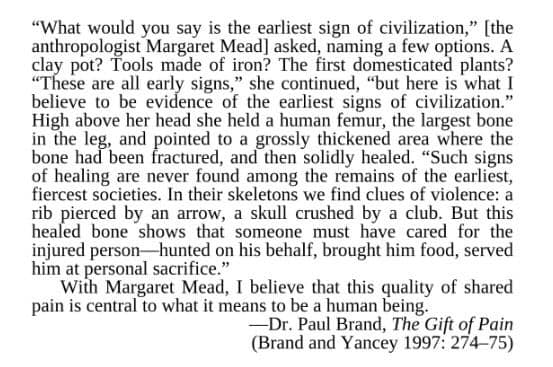 “What would you say is the earliest sign of civilization,” [the
anthropologist Margaret Mead] asked, naming a few options. A
clay pot? Tools made of iron? The first domesticated plants?
“These are all early signs,” she continued, “but here is what I
believe to be evidence of the earliest signs of civilization.”
High above her head she held a human femur, the largest bone
in the leg, and pointed to a grossly thickened area where the
bone had been fractured, and then solidly healed. “Such signs
of healing are never found among the remains of the earliest,
fiercest societies. In their skeletons we find clues of violence: a
rib pierced by an arrow, a skull crushed by a club. But this
healed bone shows that someone must have cared for the
injured person—hunted on his behalf, brought him food, served
him at personal sacrifice.”
With Margaret Mead, I believe that this quality of shared
pain is central to what it means to be a human being.
—Dr. Paul Brand, The Gift of Pain
(Brand and Yancey 1997: 274–75)